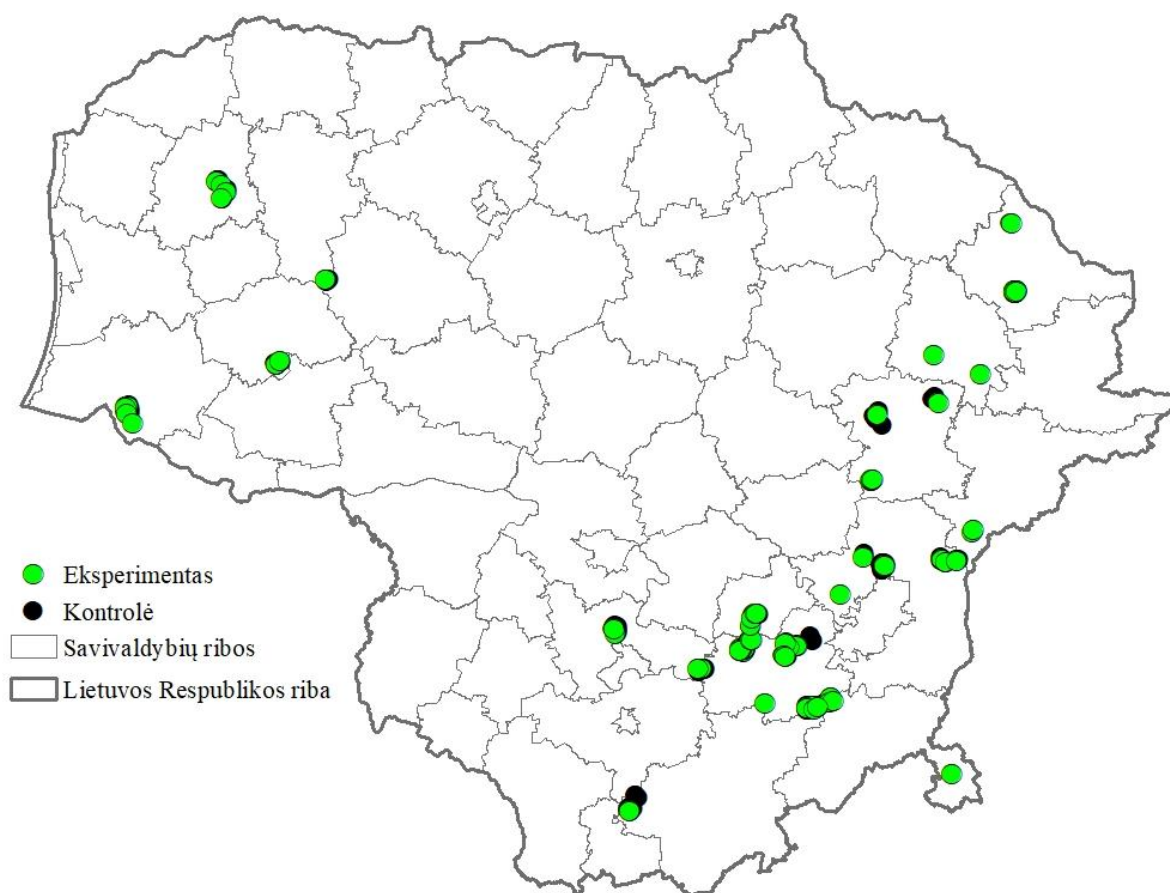 Eksperimentas
Kontrolė
Savivaldybių ribos
Lietuvos Respublikos riba